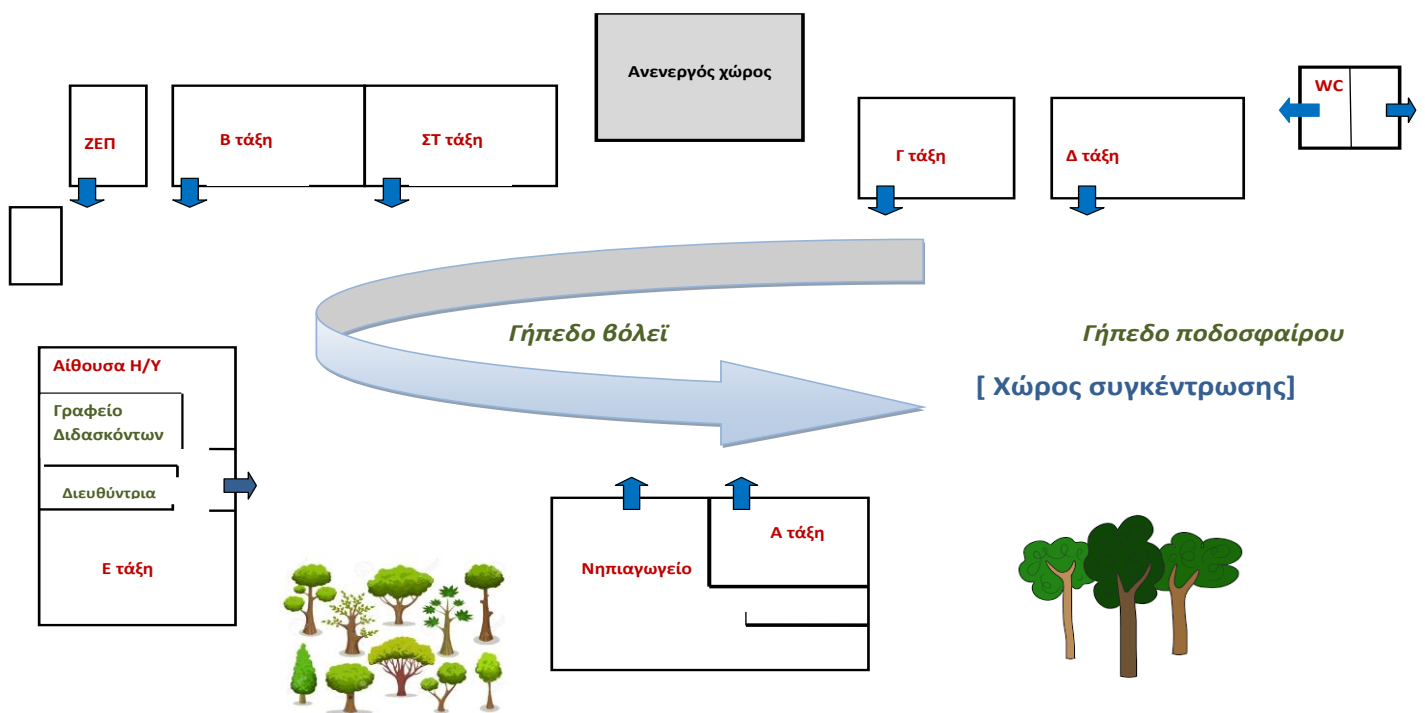 Ανενεργός χώρος
WC
ΖΕΠ
Β τάξη
ΣΤ τάξη
Γ τάξη
Δ τάξη
Γήπεδο βόλεϊ
Γήπεδο ποδοσφαίρου
[ Χώρος συγκέντρωσης]
Αίθουσα Η/Υ
Γραφείο
Διδασκόντων
Διευθύντρια
Ε τάξη
Νηπιαγωγείο
Α τάξη